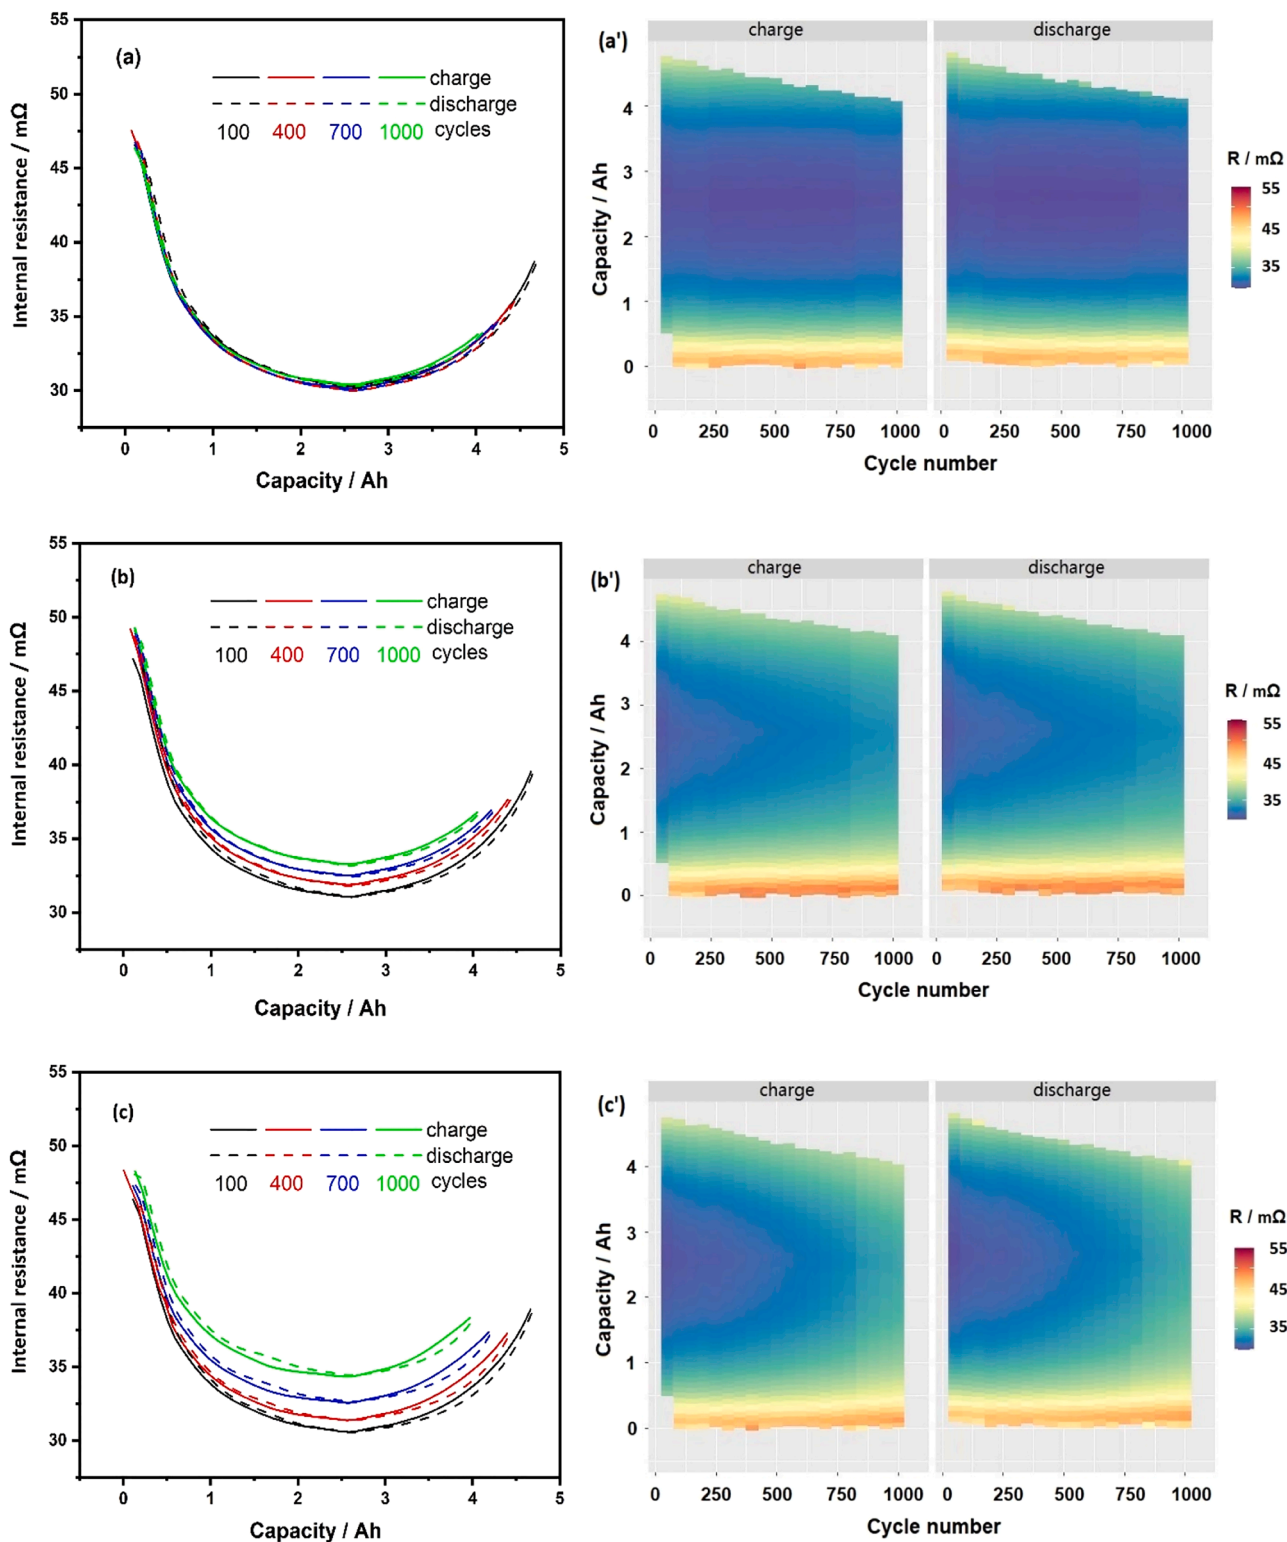 (a)
charge
discharge
100 400 700 1000 cycles
55
50
45
40
35
30
Internal resistance / mΩ
0 1 2 3 4 5
Capacity / Ah
(a')
charge discharge
4
3
2
1
0
Capacity / Ah
0 250 500 750 1000 0 250 500 750 1000
Cycle number
R / mΩ
55
45
35
(b)
charge
discharge
100 400 700 1000 cycles
55
50
45
40
35
30
Internal resistance / mΩ
0 1 2 3 4 5
Capacity / Ah
(b')
charge discharge
4
3
2
1
0
Capacity / Ah
0 250 500 750 1000 0 250 500 750 1000
Cycle number
R / mΩ
55
45
35
(c)
charge
discharge
100 400 700 1000 cycles
55
50
45
40
35
30
Internal resistance / mΩ
0 1 2 3 4 5
Capacity / Ah
(c')
charge discharge
4
3
2
1
0
Capacity / Ah
0 250 500 750 1000 0 250 500 750 1000
Cycle number
R / mΩ
55
45
35